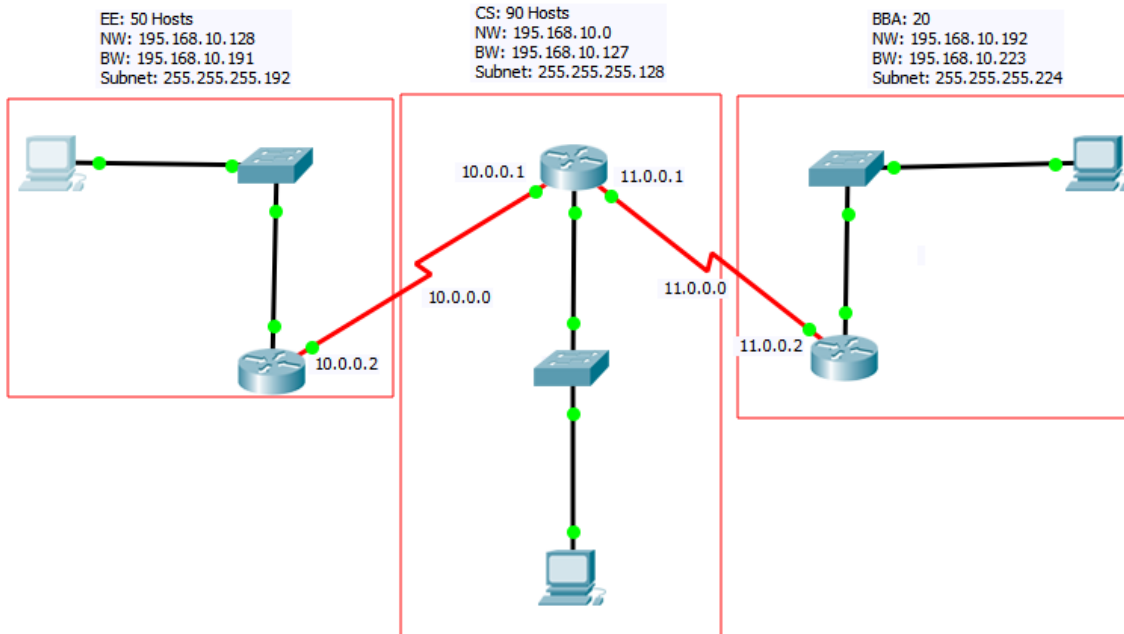 EE: 50 Hosts
NW: 195.168.10.128
BW: 195.168.10.191
Subnet: 255.255.255.192
CS: 90 Hosts
NW: 195.168.10.0
BW: 195.168.10.127
Subnet: 255.255.255.128
BBA: 20
NW: 195.168.10.192
BW: 195.168.10.223
Subnet: 255.255.255.224
10.0.0.1
11.0.0.1
10.0.0.0
11.0.0.0
10.0.0.2
11.0.0.2